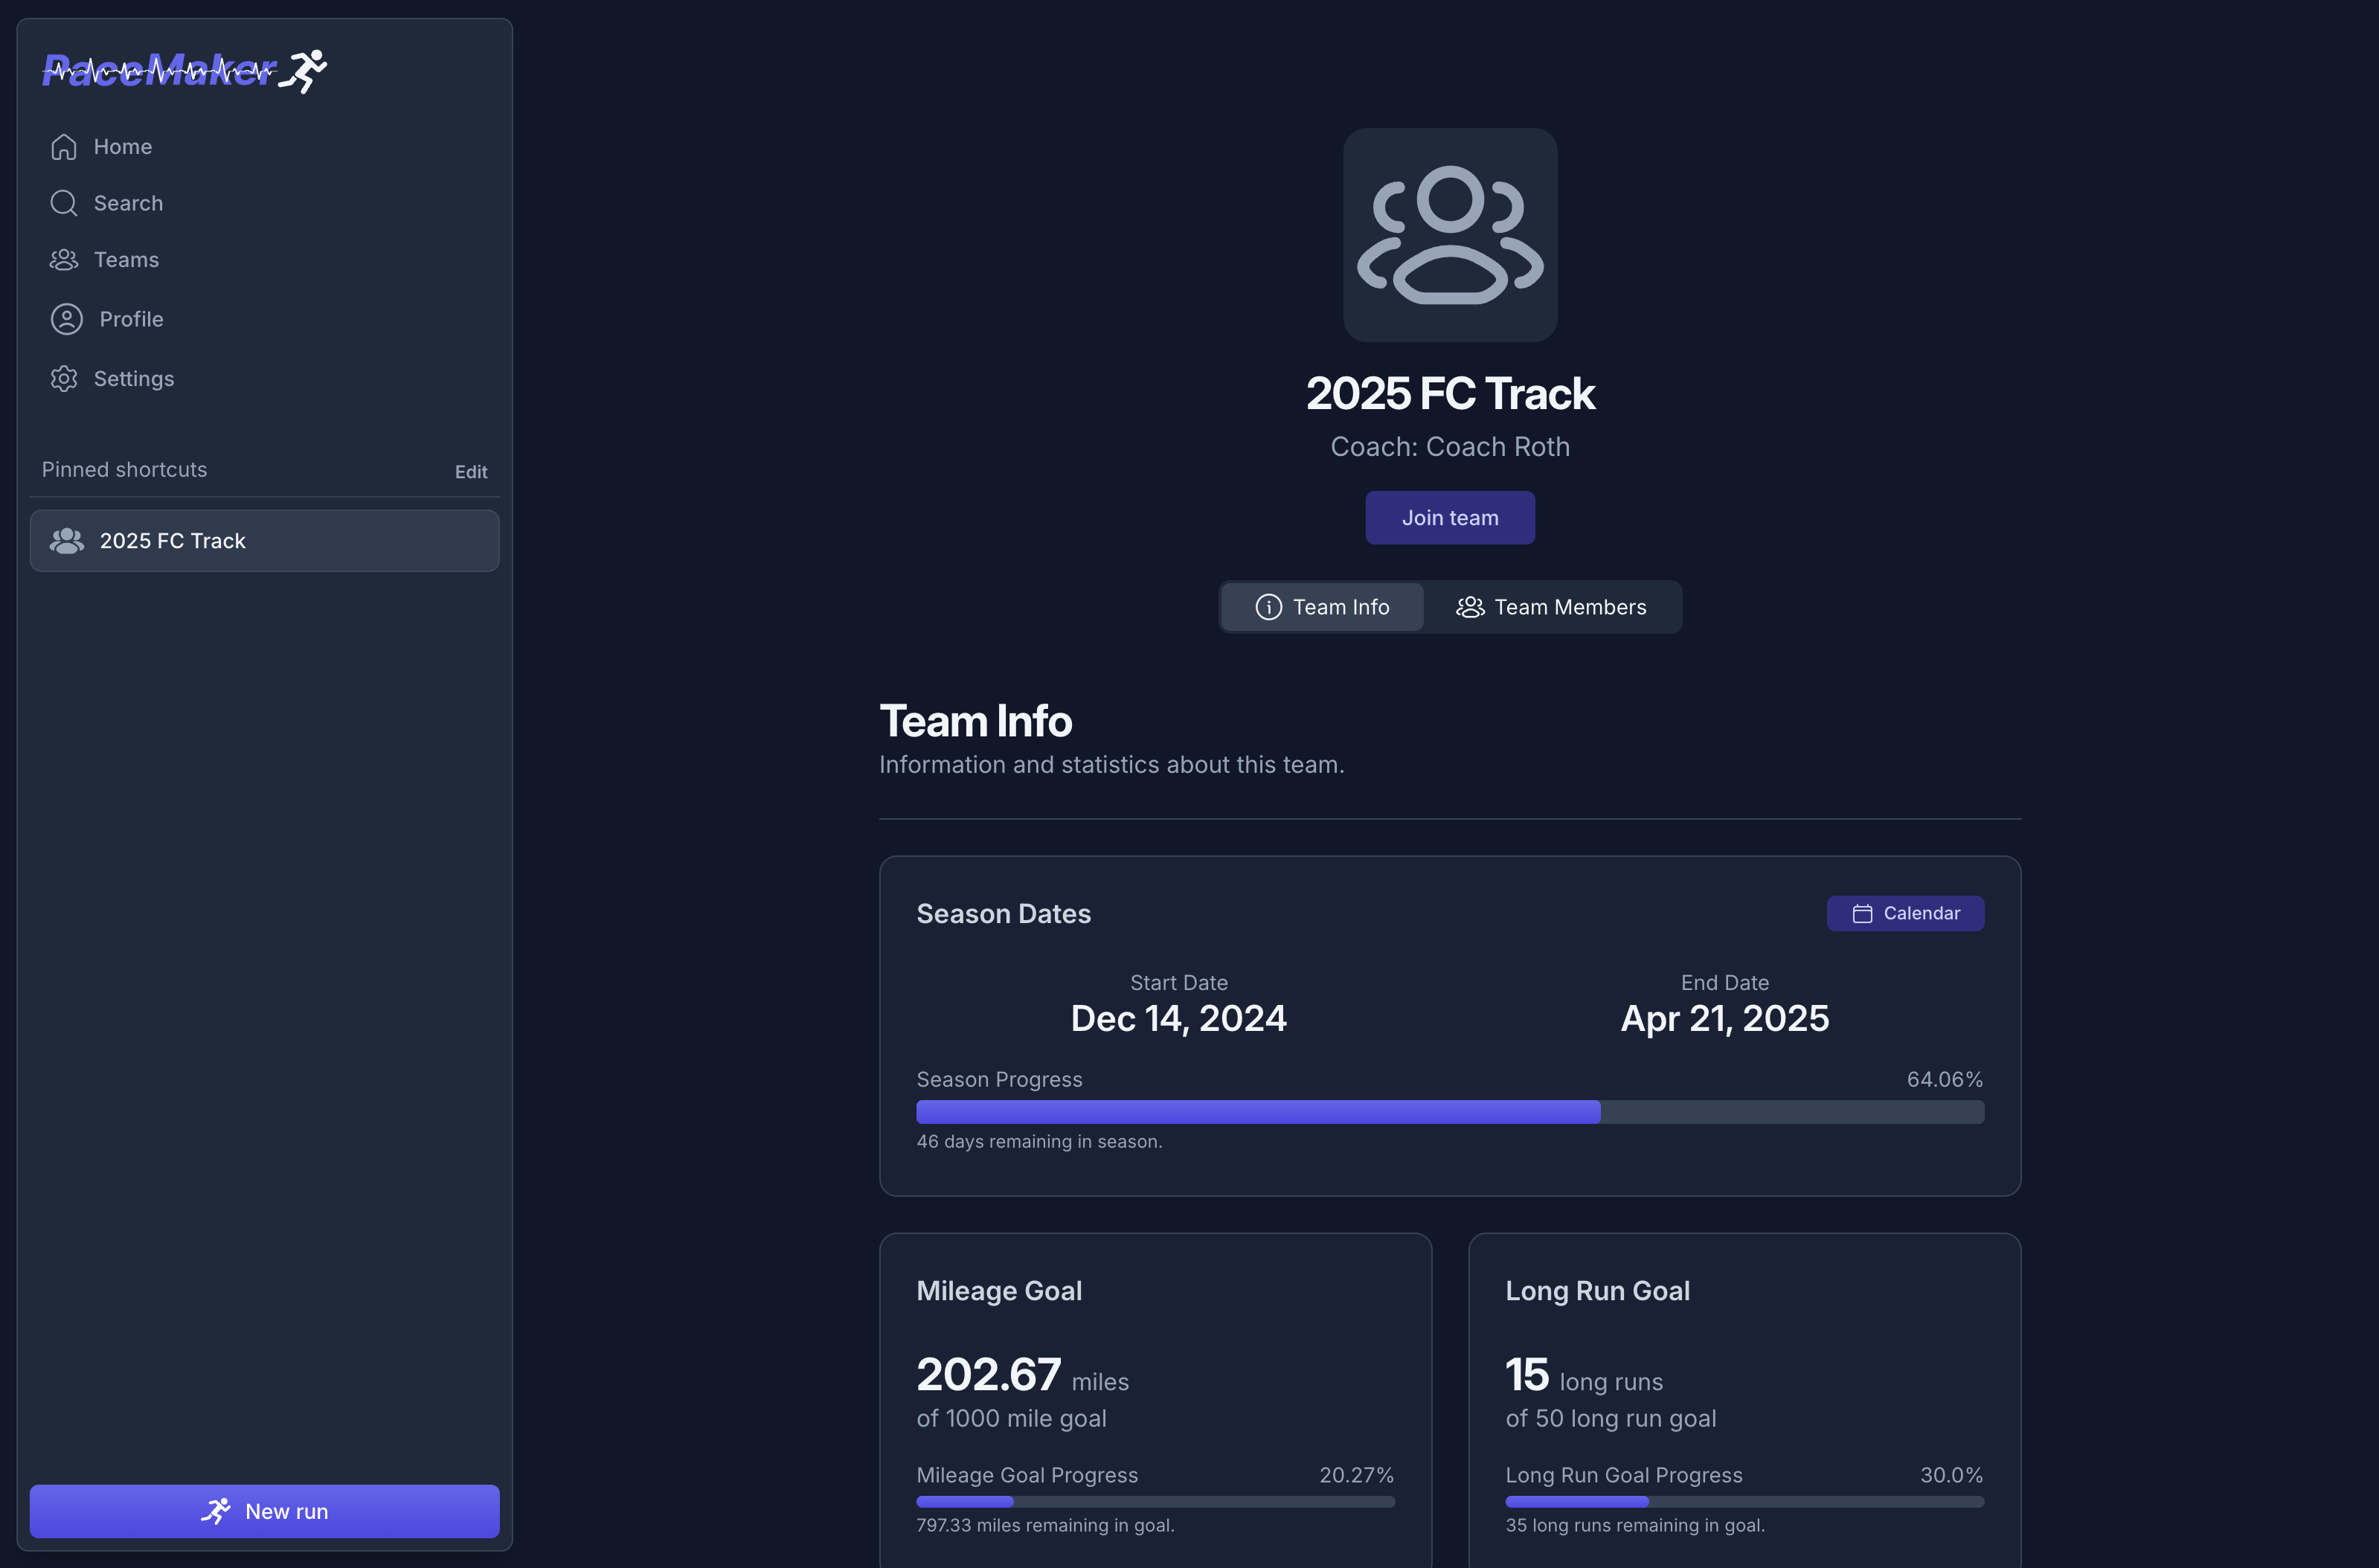 PaceMaker
Home
Search
Teams
Profile
Settings
Pinned shortcuts
Edit
2025 FC Track
New run
2025 FC Track
Coach: Coach Roth
Join team
Team Info
Team Members
Team Info
Information and statistics about this team.
Season Dates
Calendar
Start Date
Dec 14, 2024
End Date
Apr 21, 2025
Season Progress
64.06%
46 days remaining in season.
Mileage Goal
202.67 miles
of 1000 mile goal
Mileage Goal Progress
20.27%
797.33 miles remaining in goal.
Long Run Goal
15 long runs
of 50 long run goal
Long Run Goal Progress
30.0%
35 long runs remaining in goal.